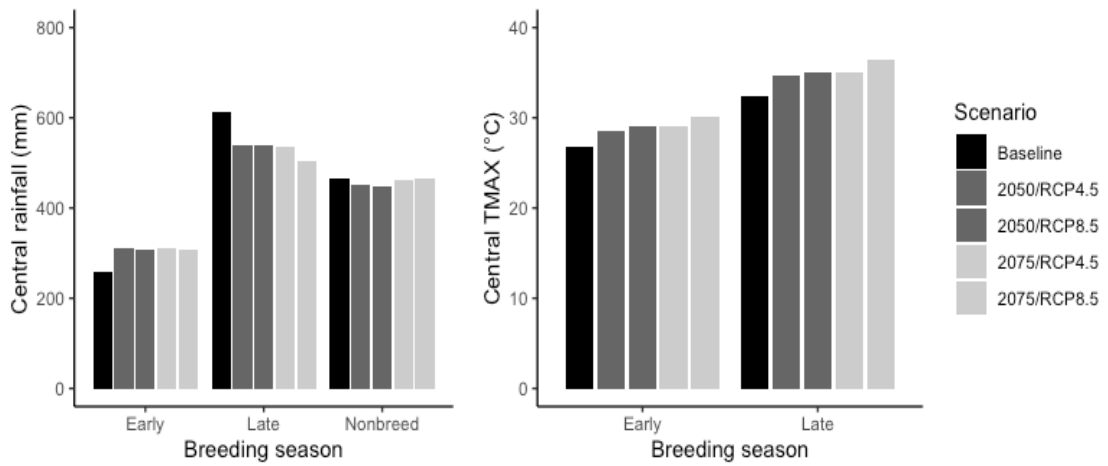 Central rainfall (mm)
800
600
400
200
0
Early
Late
Nonbreed
Breeding season
Central TMAX (°C)
40
30
20
10
0
Early
Late
Breeding season
Scenario
Baseline
2050/RCP4.5
2050/RCP8.5
2075/RCP4.5
2075/RCP8.5